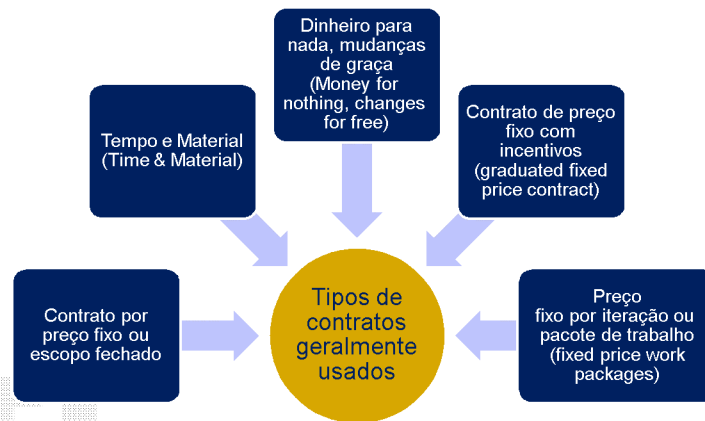 Dinheiro para
nada, mudanças
de graça
(Money for
nothing, changes
for free)
Tempo e Material
(Time & Material)
Contrato de preço
fixo com
incentivos
(graduated fixed
price contract)
Contrato por
preço fixo ou
escopo fechado
Tipos de
contratos
geralmente
usados
Preço
fixo por iteração ou
pacote de trabalho
(fixed price work
packages)